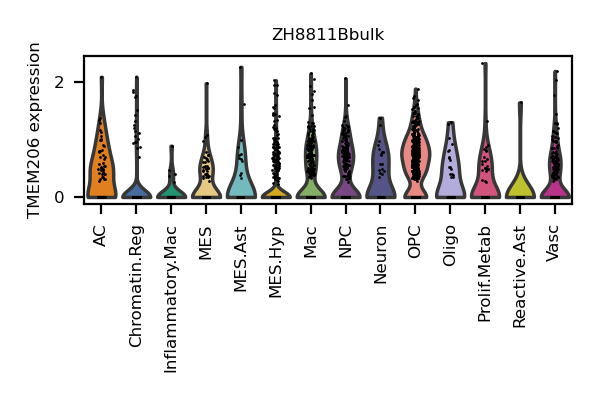 ZH8811Bbulk
TMEM206 expression
2
0
AC
Chromatin.Reg
Inflammatory.Mac
MES
MES.Ast
MES.Hyp
Mac
NPC
Neuron
OPC
Oligo
Prolif.Metab
Reactive.Ast
Vasc